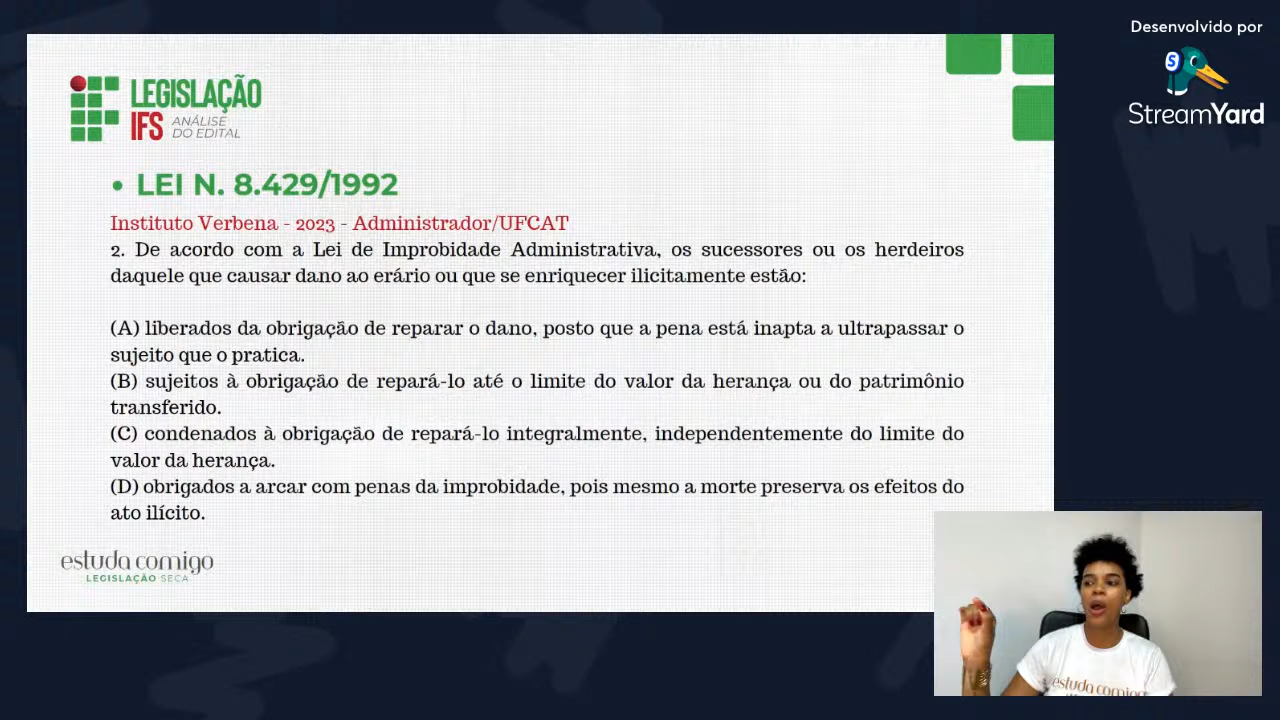 Desenvolvido por
StreamYard
LEGISLAÇÃO
IFS ANÁLISE
DO EDITAL
• LEI N. 8.429/1992
Instituto Verbena - 2023 - Administrador/UFCAT
2. De acordo com a Lei de Improbidade Administrativa, os sucessores ou os herdeiros
daquele que causar dano ao erário ou que se enriquecer ilicitamente estão:
(A) liberados da obrigação de reparar o dano, posto que a pena está inapta a ultrapassar o
sujeito que o pratica.
(B) sujeitos à obrigação de repará-lo até o limite do valor da herança ou do patrimônio
transferido.
(C) condenados à obrigação de repará-lo integralmente, independentemente do limite do
valor da herança.
(D) obrigados a arcar com penas da improbidade, pois mesmo a morte preserva os efeitos do
ato ilícito.
estuda comigo
LEGISLAÇÃO SECA
estuda comigo